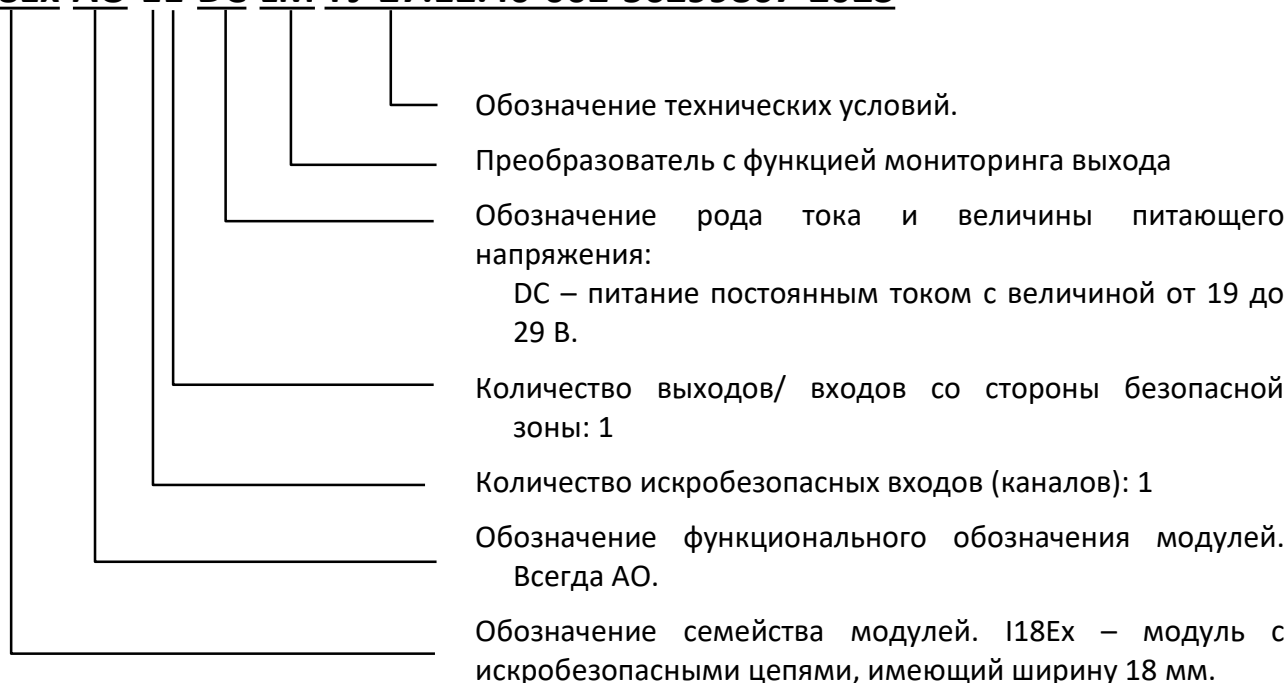 Обозначение технических условий.
Преобразователь с функцией мониторинга выхода
Обозначение рода тока и величины питающего
напряжения:
DC – питание постоянным током с величиной от 19 до
29 В.
Количество выходов/ входов со стороны безопасной
зоны: 1
Количество искробезопасных входов (каналов): 1
Обозначение функционального обозначения модулей.
Всегда АО.
Обозначение семейства модулей. I18Ex – модуль с
искробезопасными цепями, имеющий ширину 18 мм.